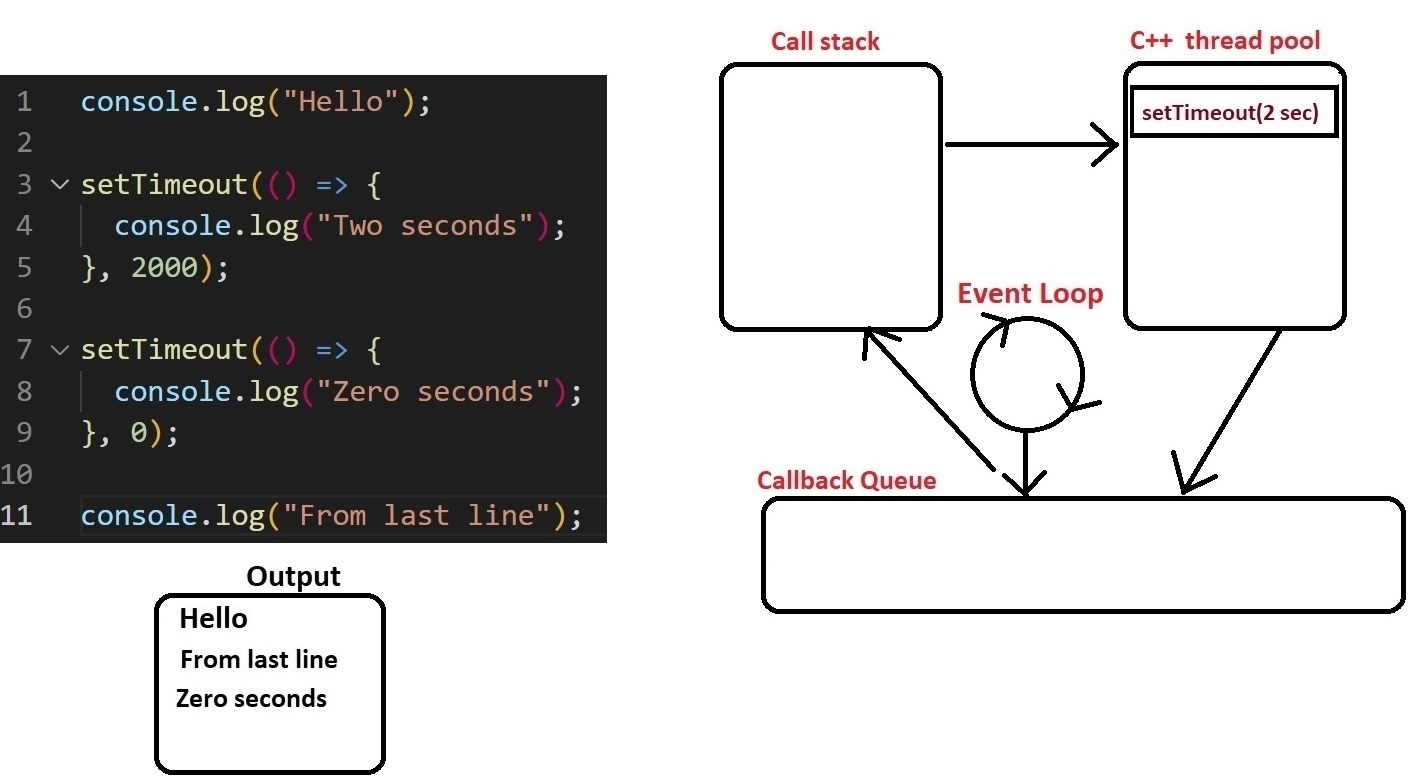 Call stack
C++ thread pool
1 console.log("Hello");
2
3 setTimeout(() => {
4 console.log("Two seconds");
5 }, 2000);
6
7 setTimeout(() => {
8 console.log("Zero seconds");
9 }, 0);
10
11 console.log("From last line");
setTimeout(2 sec)
Event Loop
Callback Queue
Output
Hello
From last line
Zero seconds